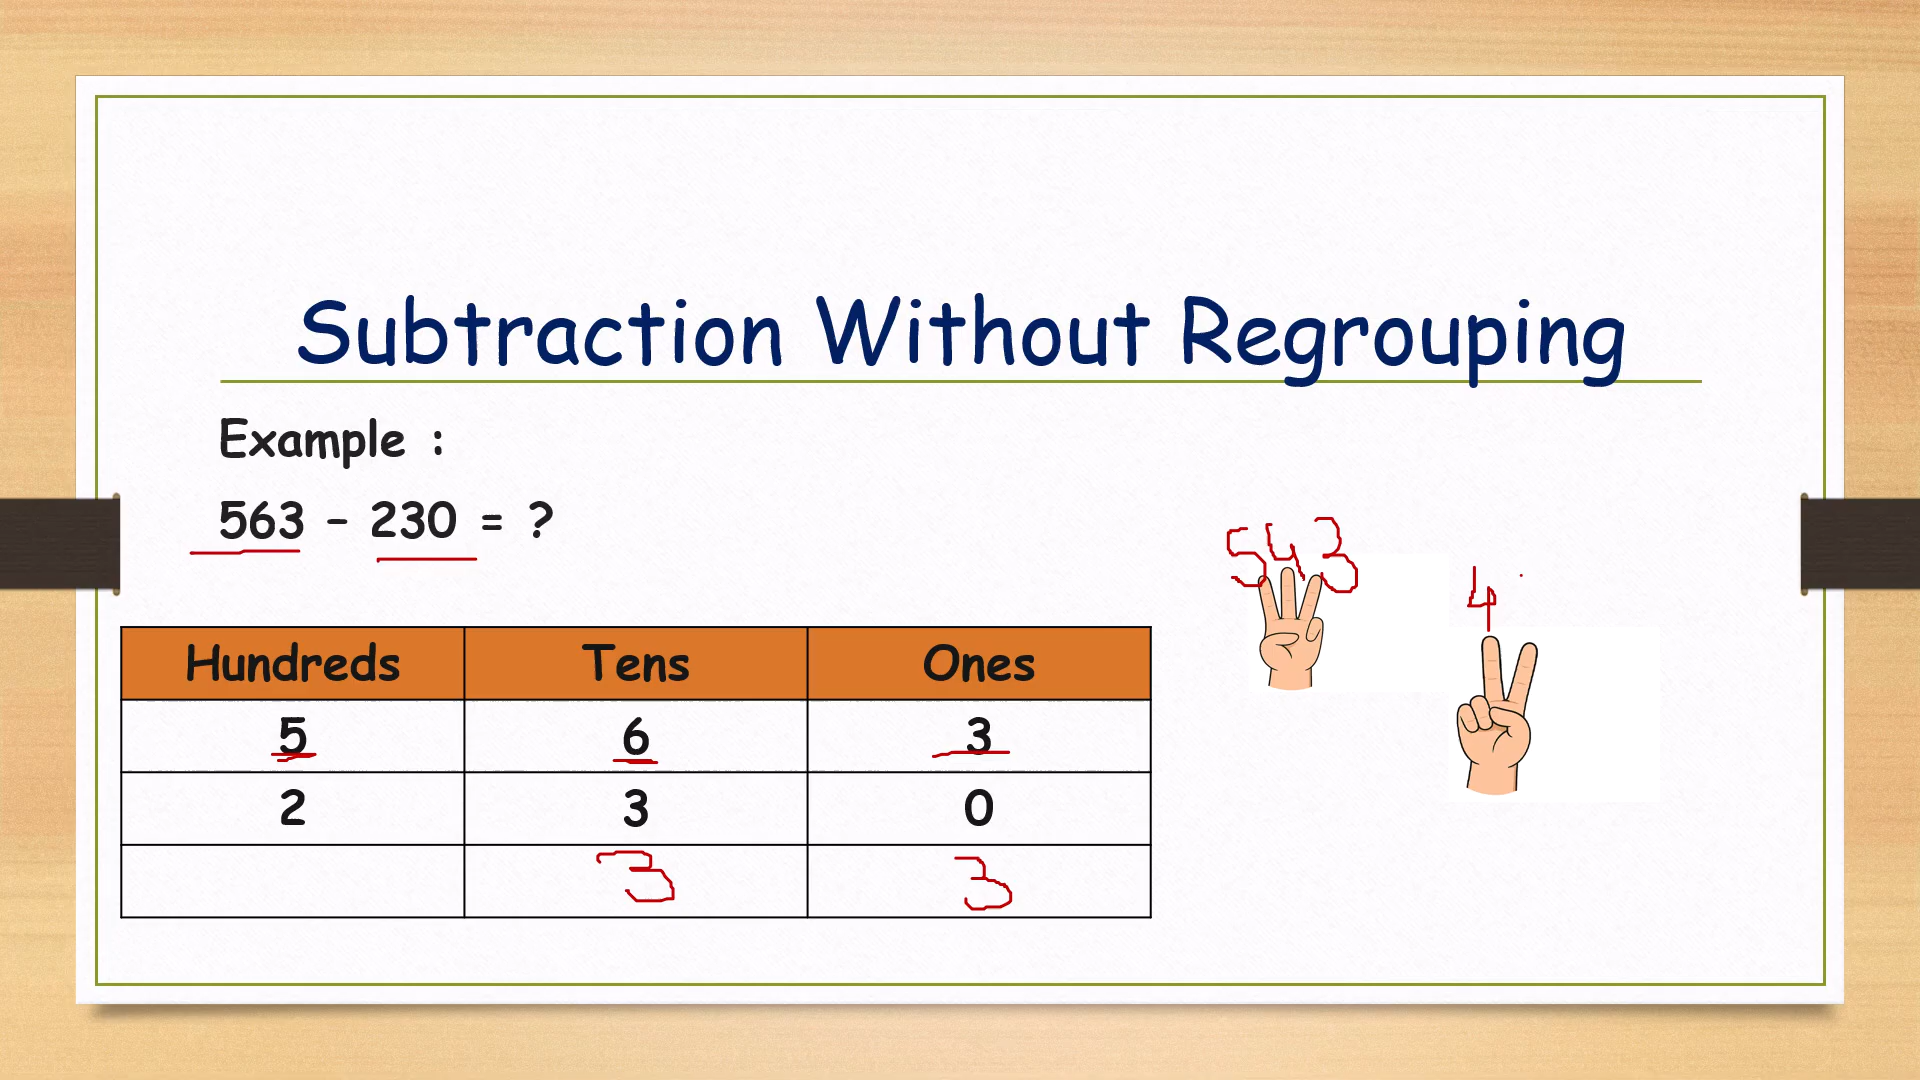 Subtraction Without Regrouping
Example :
563 - 230 = ?
543
4
Hundreds Tens Ones
5 6 3
2 3 0
3 3